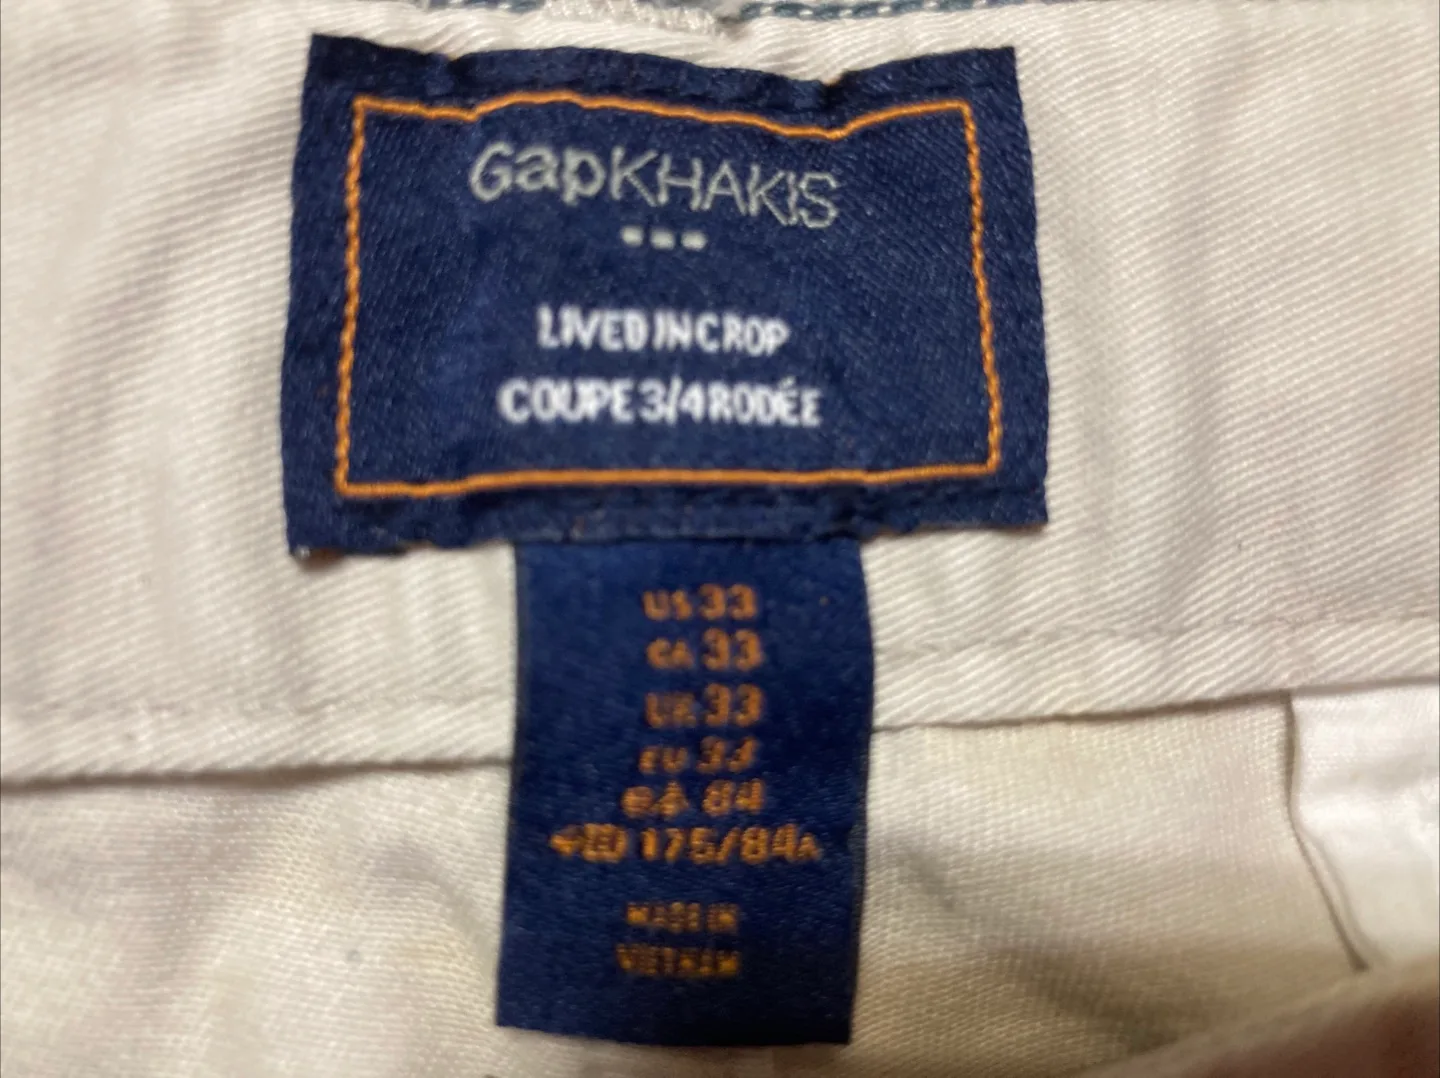 GapKHAKIS
LIVED IN CROP
COUPE 3/4 RODÉE
US 33
CA 33
UK 33
EU 33
84
175/84A
MADE IN
VIETNAM